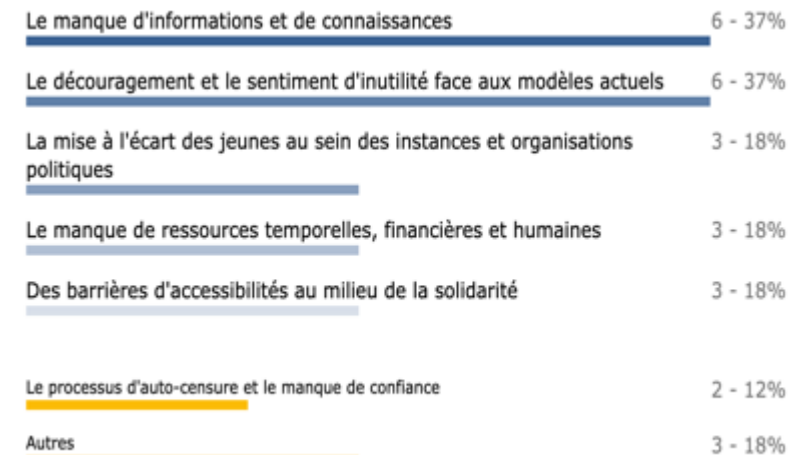 Le manque d'informations et de connaissances 6 - 37%
Le découragement et le sentiment d'inutilité face aux modèles actuels 6 - 37%
La mise à l'écart des jeunes au sein des instances et organisations 3 - 18%
politiques
Le manque de ressources temporelles, financières et humaines 3 - 18%
Des barrières d'accessibilités au milieu de la solidarité 3 - 18%
Le processus d'auto-censure et le manque de confiance 2 - 12%
Autres 3 - 18%